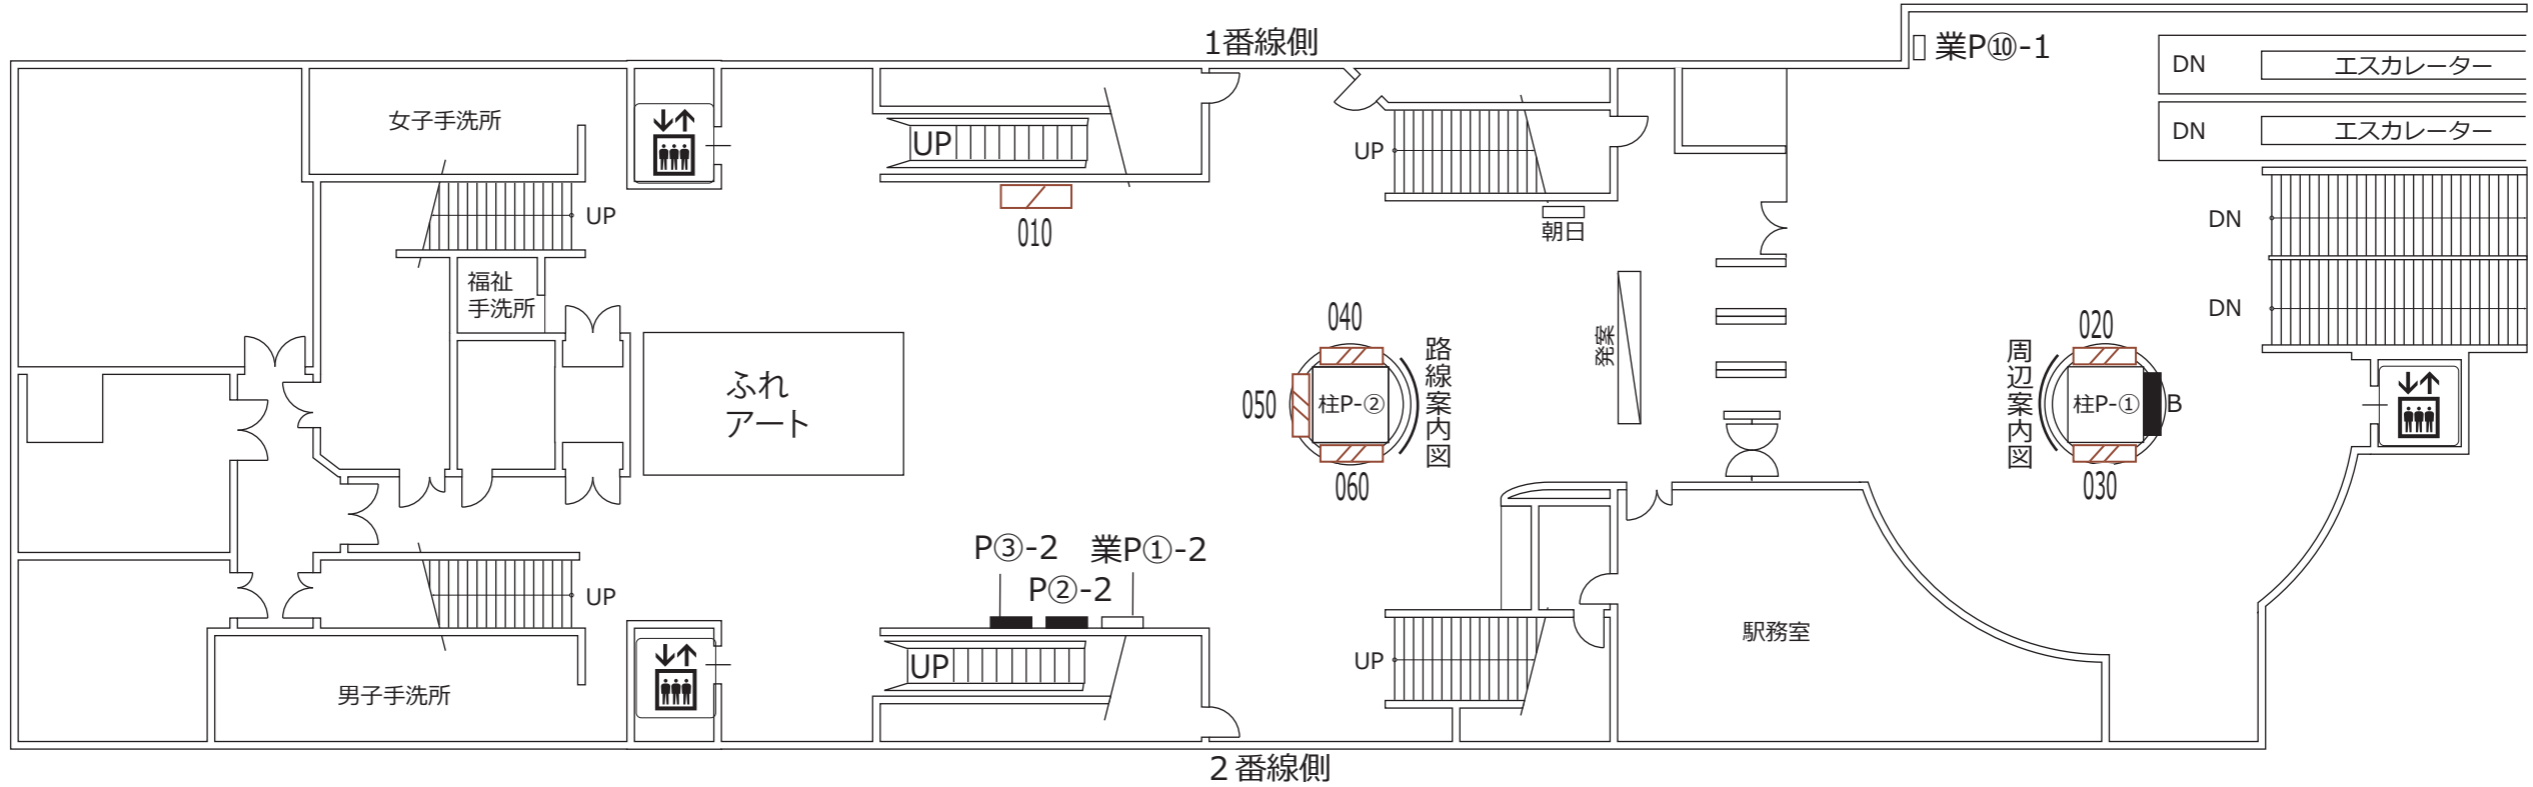 1番線側
業P⑩-1
DN
エスカレーター
DN
エスカレーター
女子手洗所
UP
UP
UP
DN
010
朝日
福祉
手洗所
DN
040
020
ふれ
アート
050
柱P-②
路線案内図
発案
周辺案内図
柱P-①
B
060
030
P③-2
業P①-2
P②-2
UP
UP
UP
駅務室
男子手洗所
2番線側